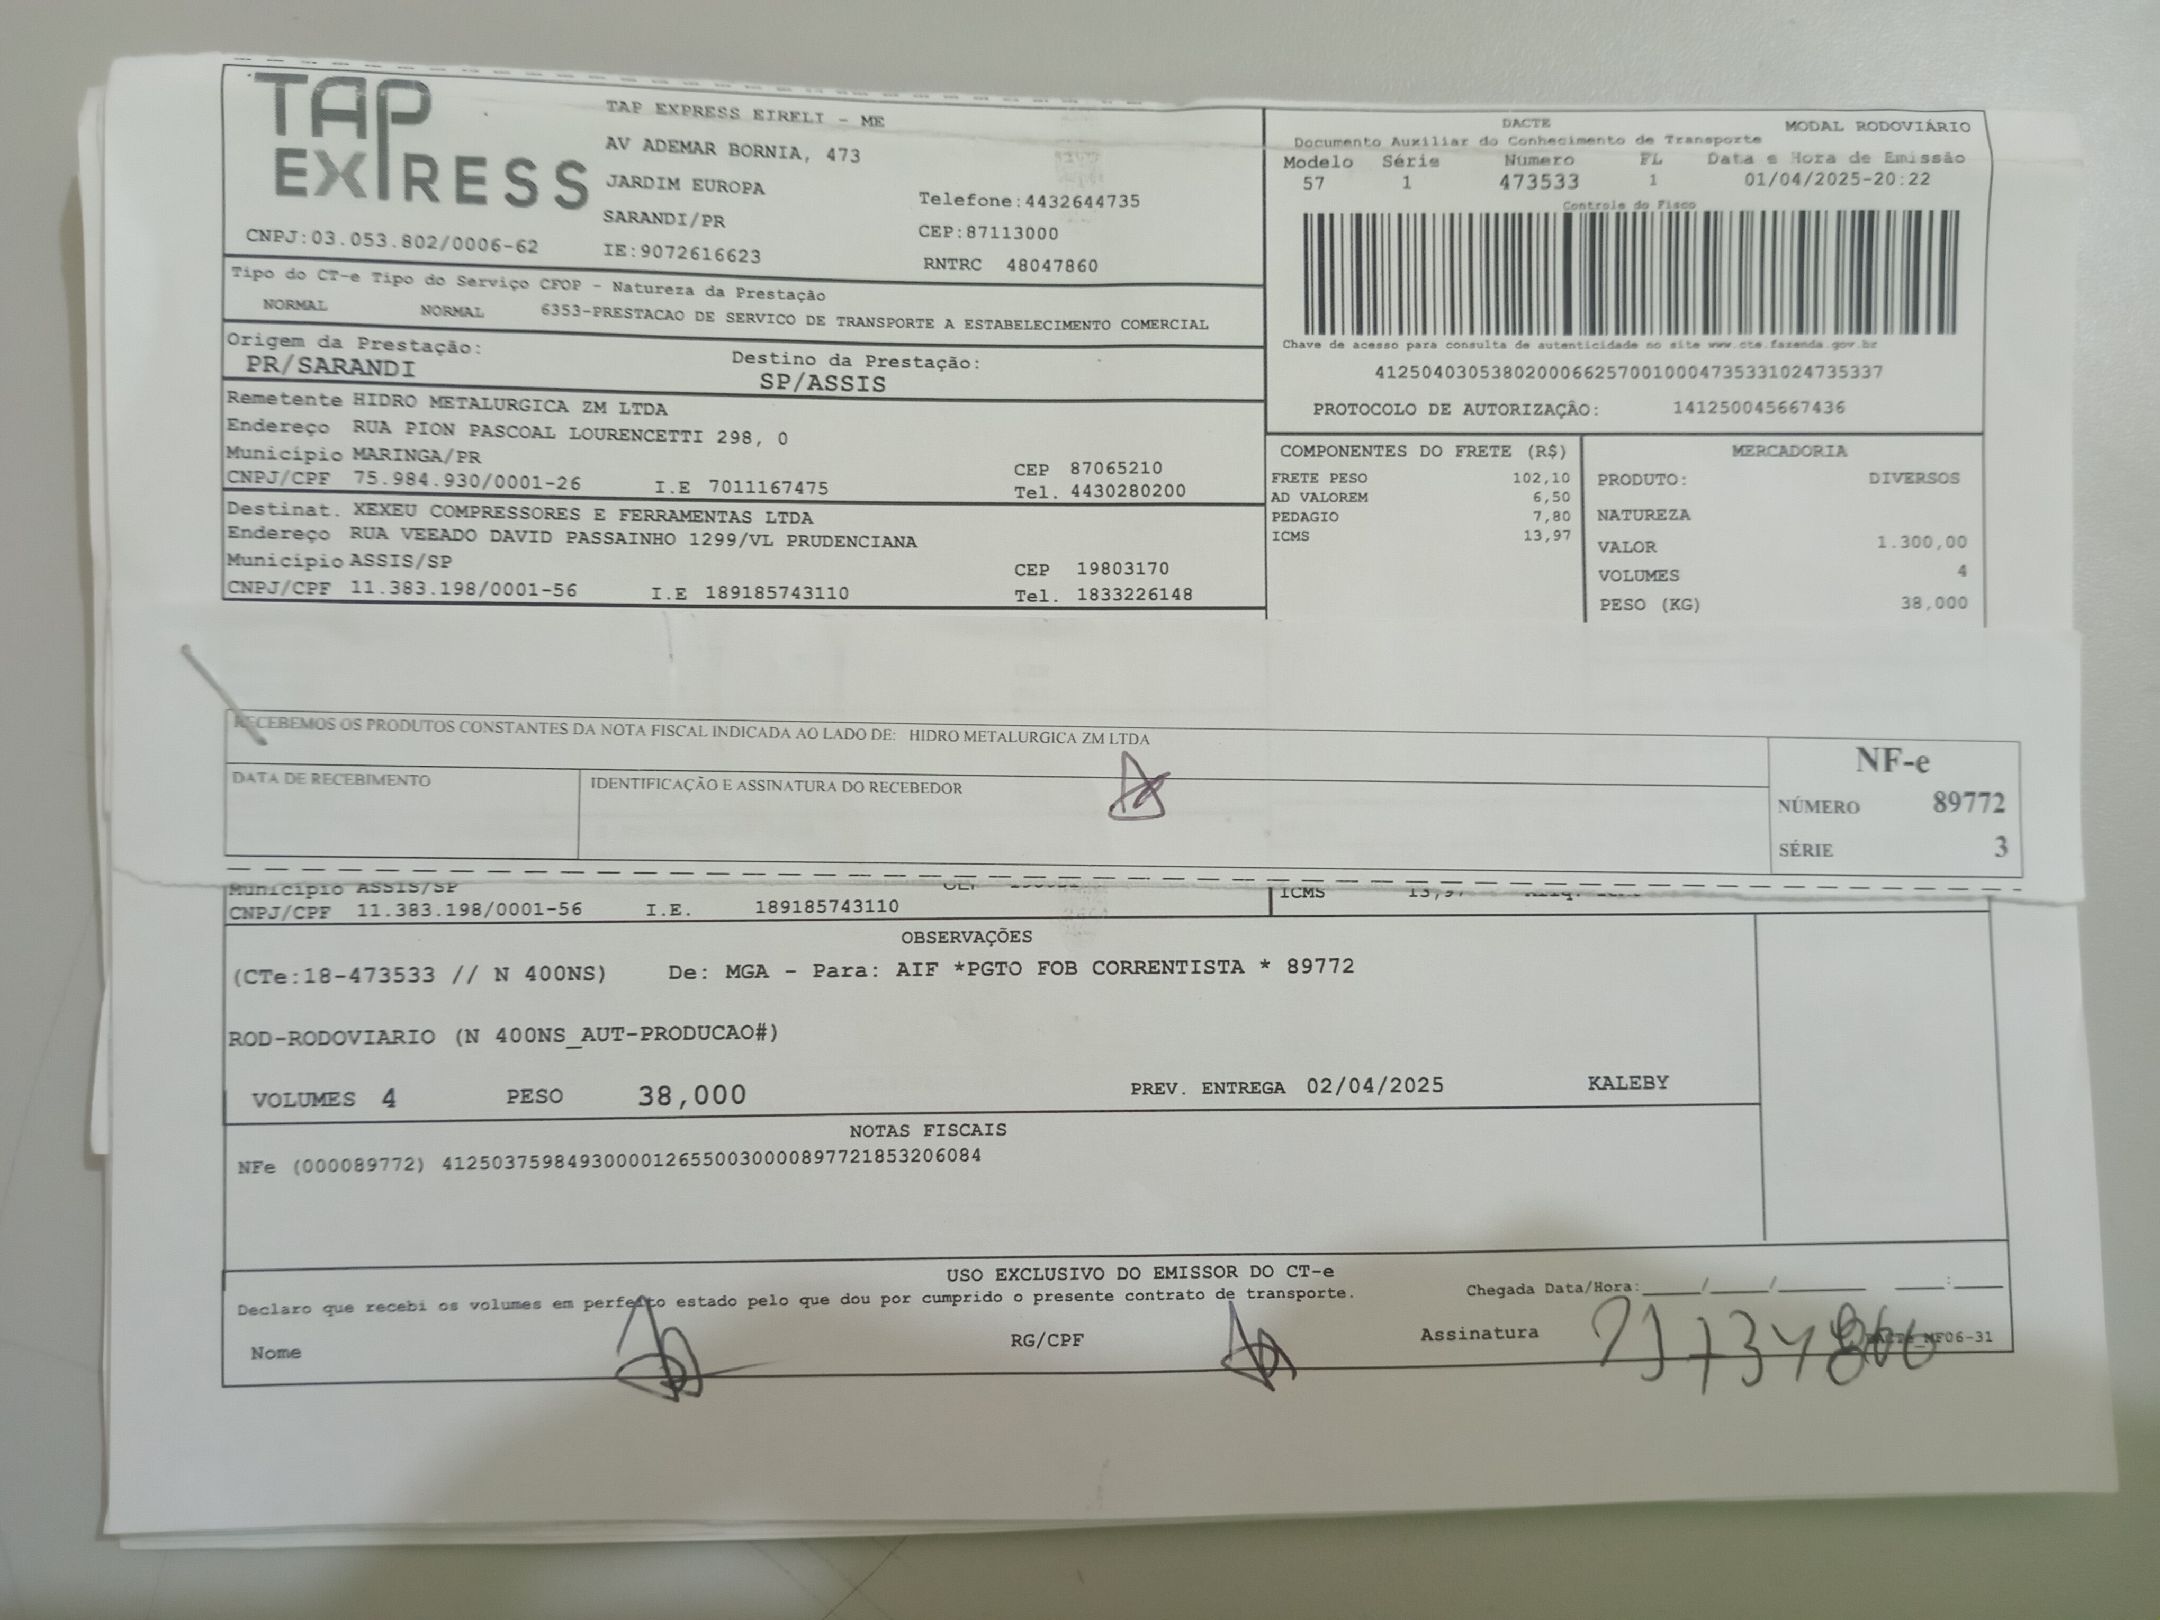 TAP
EXPRESS
TAP EXPRESS EIRELI - ME
AV ADEMAR BORNIA, 473
JARDIM EUROPA
SARANDI/PR
IE:9072616623
Telefone:4432644735
CEP:87113000
RNTRC 48047860
CNPJ:03.053.802/0006-62
DACTE
MODAL RODOVIÁRIO
Documento Auxiliar do Conhecimento de Transporte
Modelo Série Número FL Data e Hora de Emissão
57 1 473533 1 01/04/2025-20:22
Controle do Fisco
Chave de acesso para consulta de autenticidade no site www.cte.fazenda.gov.br
41250403053802000662570010004735331024735337
PROTOCOLO DE AUTORIZAÇÃO: 141250045667436
Tipo do CT-e Tipo do Serviço CFOP - Natureza da Prestação
NORMAL NORMAL 6353-PRESTACAO DE SERVICO DE TRANSPORTE A ESTABELECIMENTO COMERCIAL
Origem da Prestação:
PR/SARANDI
Destino da Prestação:
SP/ASSIS
Remetente HIDRO METALURGICA ZM LTDA
Endereço RUA PION PASCOAL LOURENCETTI 298, 0
Município MARINGA/PR CEP 87065210
CNPJ/CPF 75.984.930/0001-26 I.E 7011167475 Tel. 4430280200
Destinat. XEXEU COMPRESSORES E FERRAMENTAS LTDA
Endereço RUA VEEADO DAVID PASSAINHO 1299/VL PRUDENCIANA
Município ASSIS/SP CEP 19803170
CNPJ/CPF 11.383.198/0001-56 I.E 189185743110 Tel. 1833226148
COMPONENTES DO FRETE (R$)
FRETE PESO 102,10
AD VALOREM 6,50
PEDAGIO 7,80
ICMS 13,97
MERCADORIA
PRODUTO: DIVERSOS
NATUREZA
VALOR 1.300,00
VOLUMES 4
PESO (KG) 38,000
RECEBEMOS OS PRODUTOS CONSTANTES DA NOTA FISCAL INDICADA AO LADO DE: HIDRO METALURGICA ZM LTDA
DATA DE RECEBIMENTO
IDENTIFICAÇÃO E ASSINATURA DO RECEBEDOR
NF-e
NÚMERO 89772
SÉRIE 3
Município ASSIS/SP
CNPJ/CPF 11.383.198/0001-56 I.E. 189185743110
ICMS 13,97
OBSERVAÇÕES
(CTe:18-473533 // N 400NS) De: MGA - Para: AIF *PGTO FOB CORRENTISTA * 89772
ROD-RODOVIARIO (N 400NS_AUT-PRODUCAO#)
VOLUMES 4 PESO 38,000 PREV. ENTREGA 02/04/2025 KALEBY
NOTAS FISCAIS
NFe (000089772) 41250375984930000126550030000897721853206084
USO EXCLUSIVO DO EMISSOR DO CT-e
Declaro que recebi os volumes em perfeito estado pelo que dou por cumprido o presente contrato de transporte.
Chegada Data/Hora:____/____/______ ___:___
Nome RG/CPF Assinatura